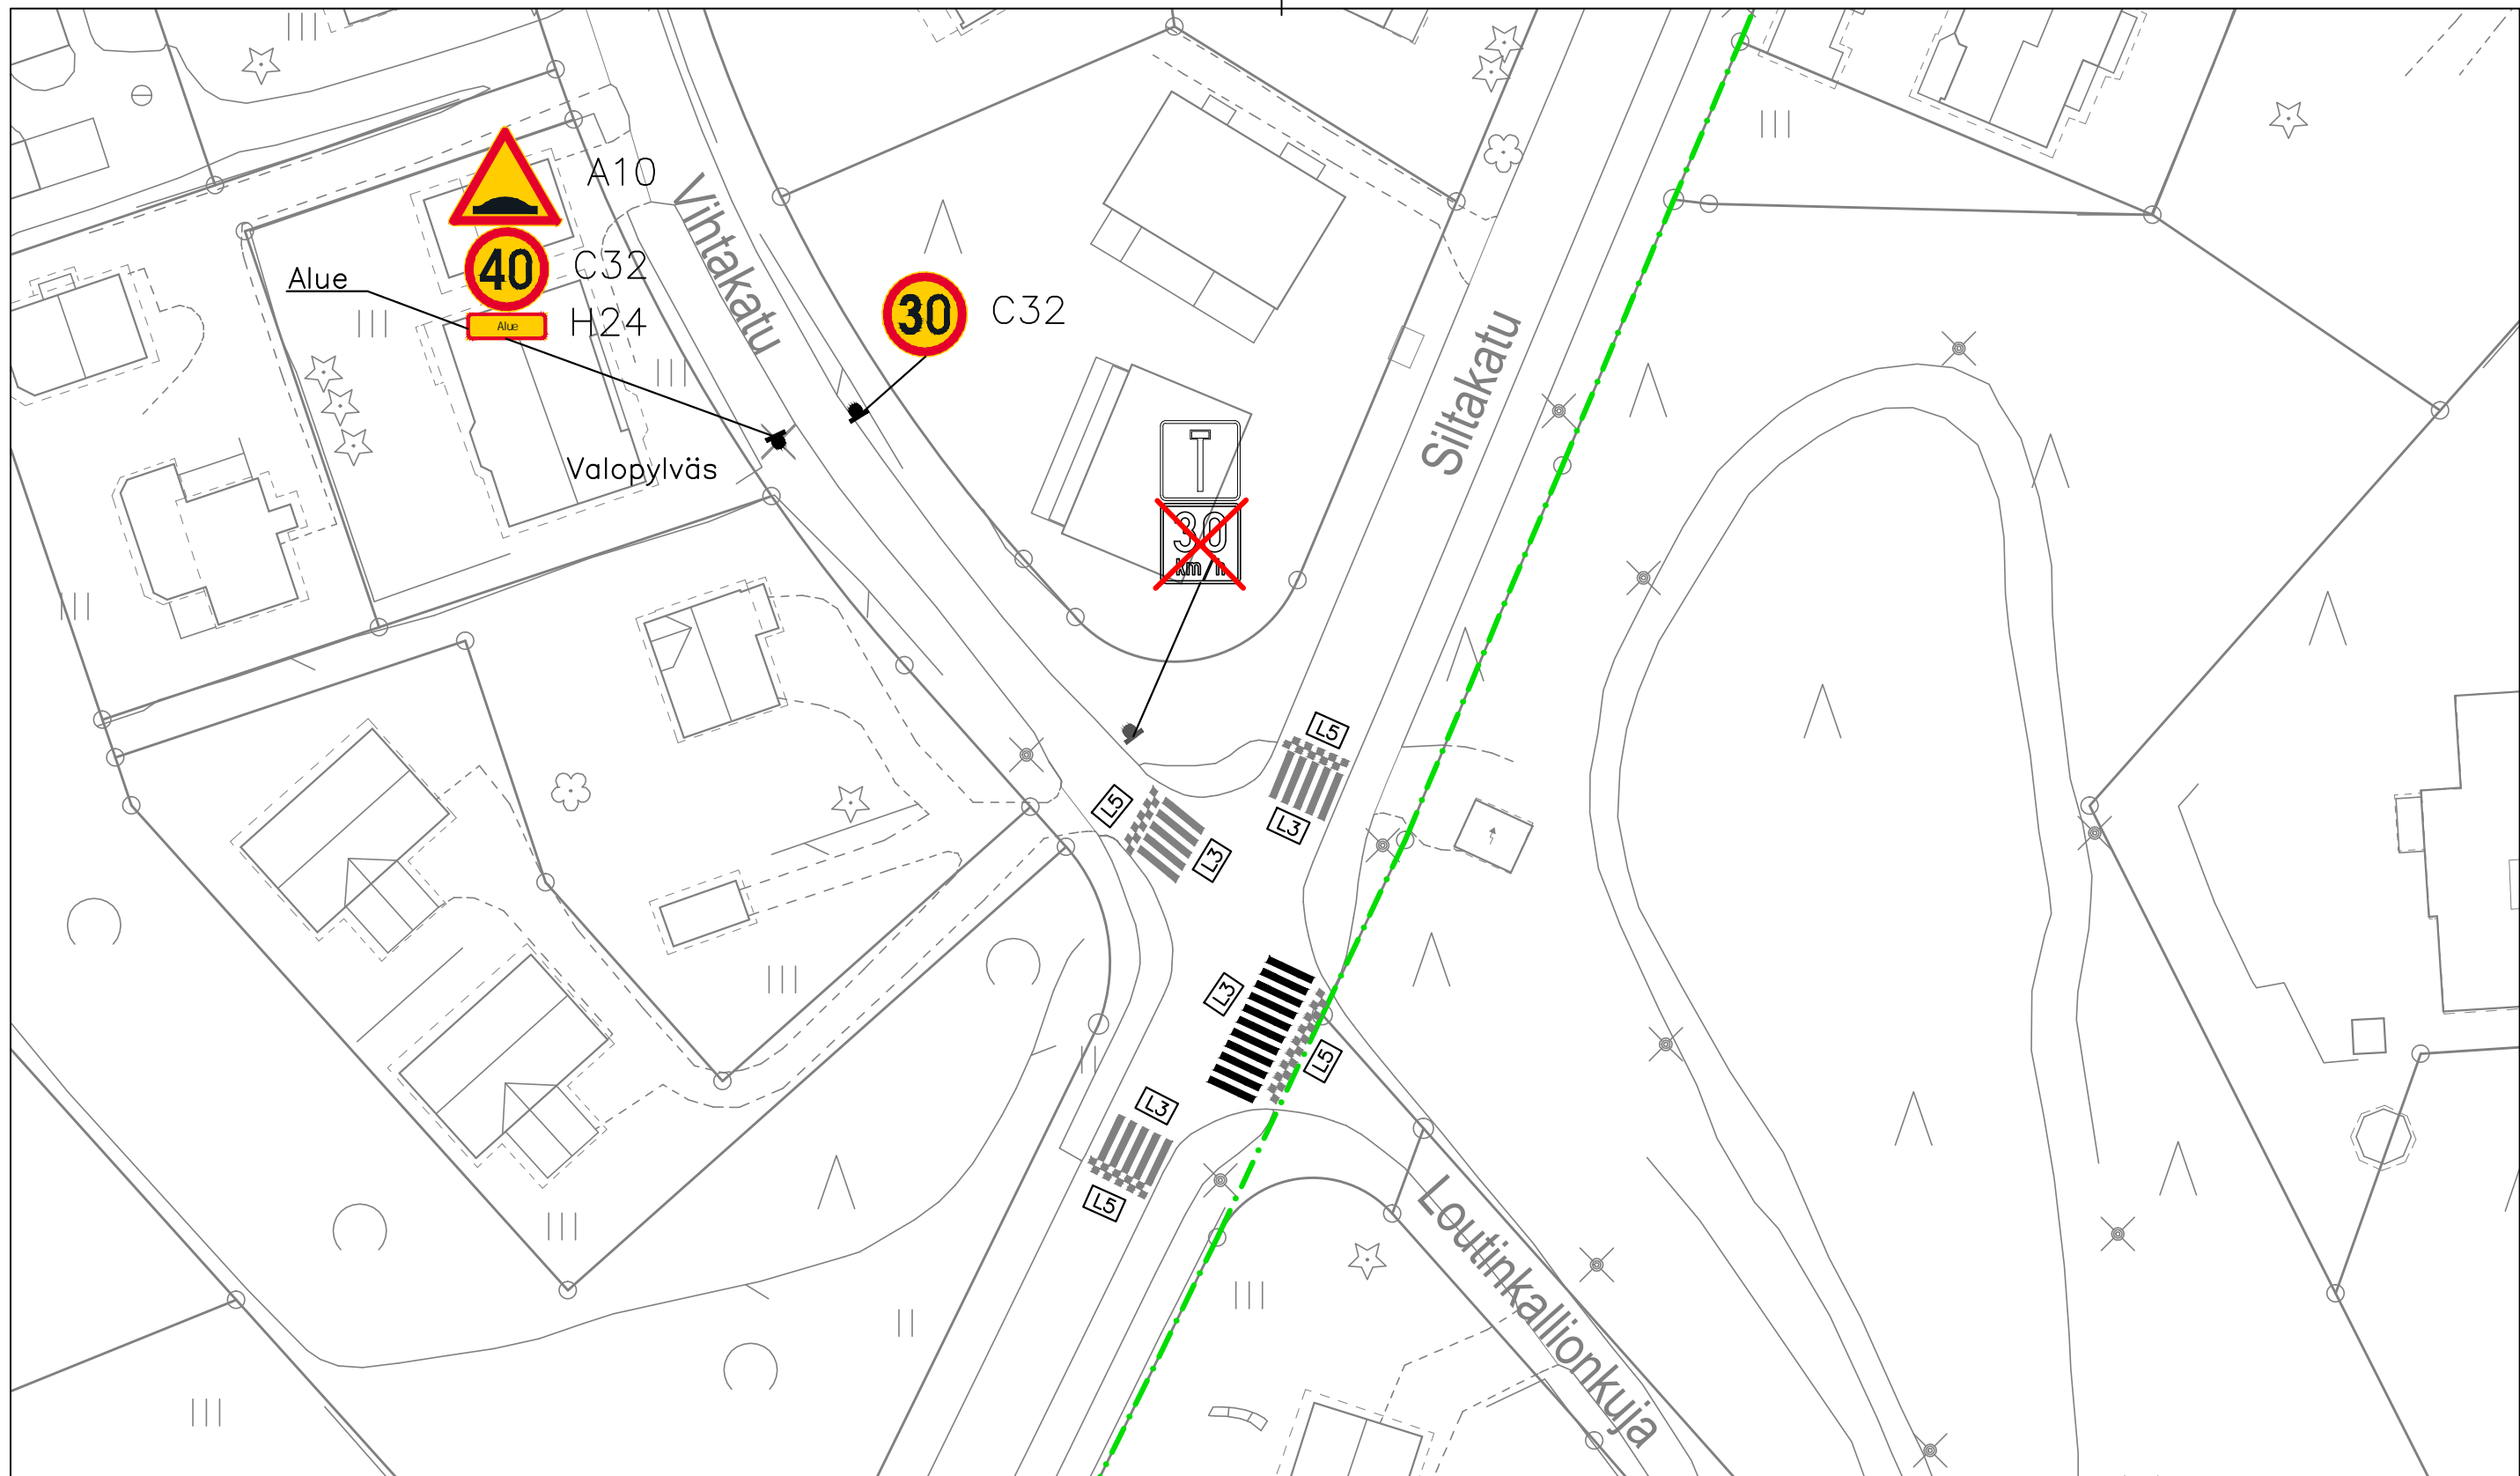 A10
Vihtakatu
40
C32
Alue
Alue
H24
30
C32
Siltakatu
Valopylväs
30
km h
L5
L3
L5
L3
L3
L5
L3
L5
Loutinkallionkuja